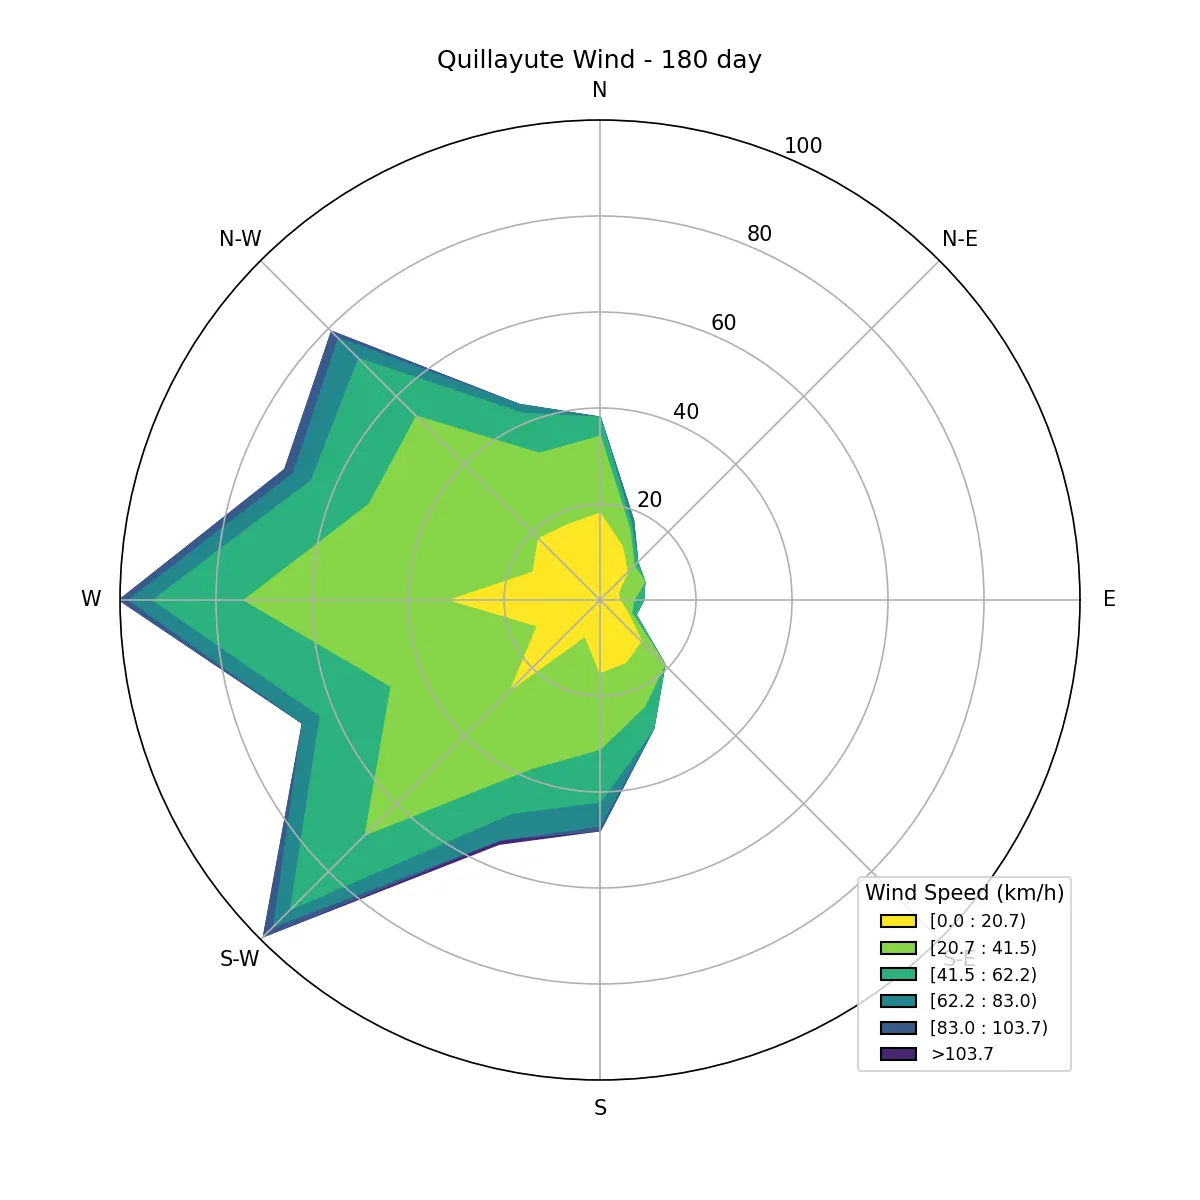 Quillayute Wind - 180 day
N
100
N-W
80
N-E
60
40
20
W
E
S-W
S-E
Wind Speed (km/h)
[0.0 : 20.7)
[20.7 : 41.5)
[41.5 : 62.2)
[62.2 : 83.0)
[83.0 : 103.7)
>103.7
S